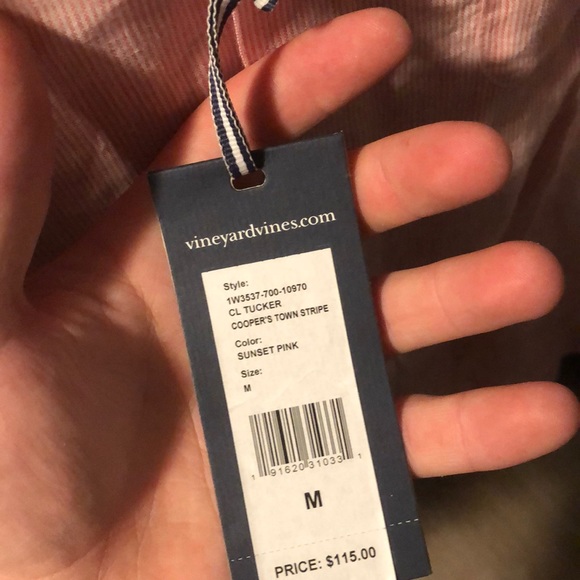 vineyardvines.com
Style:
1W3537-700-10970
CL TUCKER
COOPER'S TOWN STRIPE
Color:
SUNSET PINK
Size:
M
1 91620 31033 1
M
PRICE: $115.00